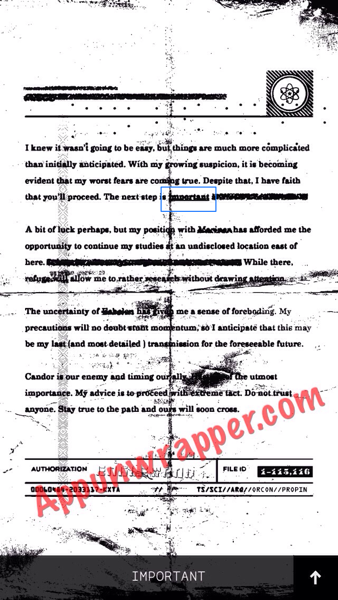 I knew it wasn't going to be easy, but things are much more complicated
than initially anticipated. With my growing suspicion, it is becoming
evident that my worst fears are coming true. Despite that, I have faith
that you'll proceed. The next step is important
A bit of luck perhaps, but my position with has afforded me the
opportunity to continue my studies at an undisclosed location east of
here. While there,
refuge will allow me to rather research without drawing attention.
The uncertainty of has given me a sense of foreboding. My
precautions will no doubt stunt momentum, so I anticipate that this may
be my last (and most detailed ) transmission for the foreseeable future.
Candor is our enemy and timing our ally. of the utmost
importance. My advice is to proceed with extreme tact. Do not trust
anyone. Stay true to the path and ours will soon cross.
Appunwrapper.com
AUTHORIZATION FILE ID 1-115.116
TS/SCI//ARG//ORCON//PROPIN
IMPORTANT